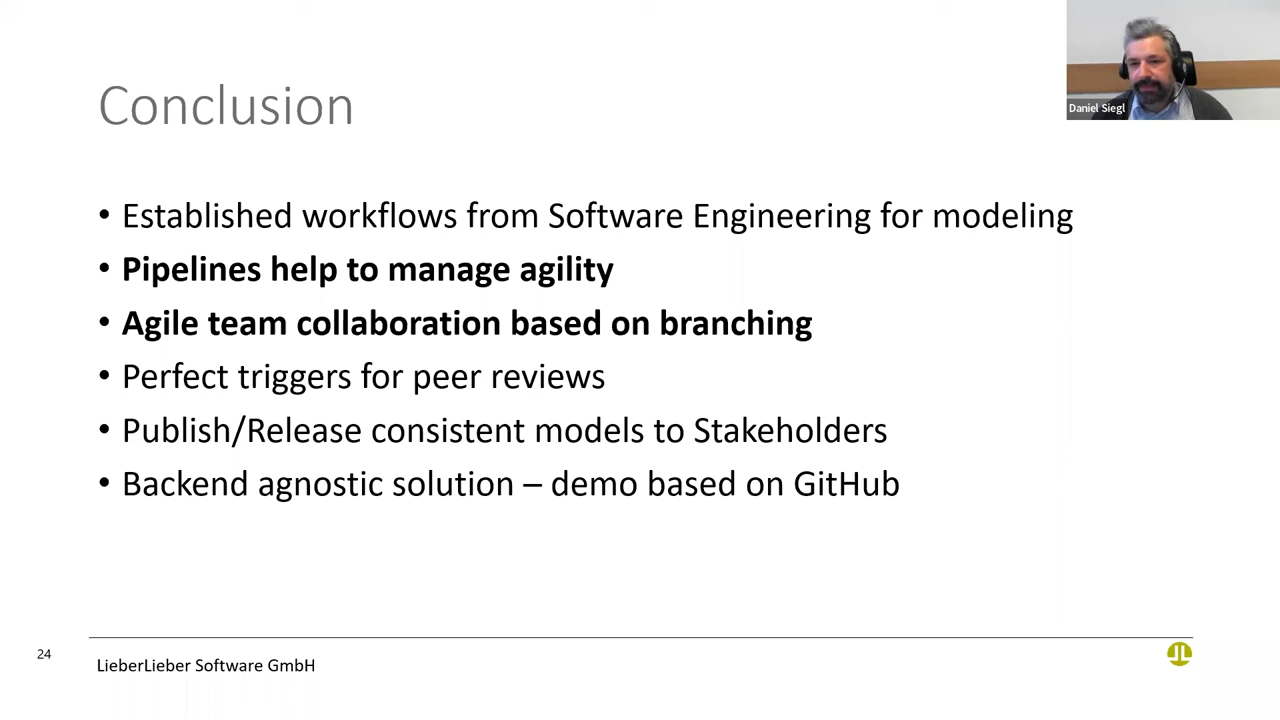 Daniel Siegl
Conclusion
• Established workflows from Software Engineering for modeling
• Pipelines help to manage agility
• Agile team collaboration based on branching
• Perfect triggers for peer reviews
• Publish/Release consistent models to Stakeholders
• Backend agnostic solution – demo based on GitHub
24
LieberLieber Software GmbH